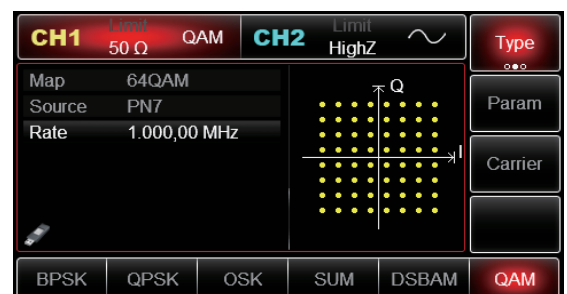 CH1 Limit 50 Ω QAM CH2 Limit HighZ Type
Map 64QAM
Source PN7
Rate 1.000,00 MHz
Q
I
Param
Carrier
BPSK QPSK OSK SUM DSBAM QAM